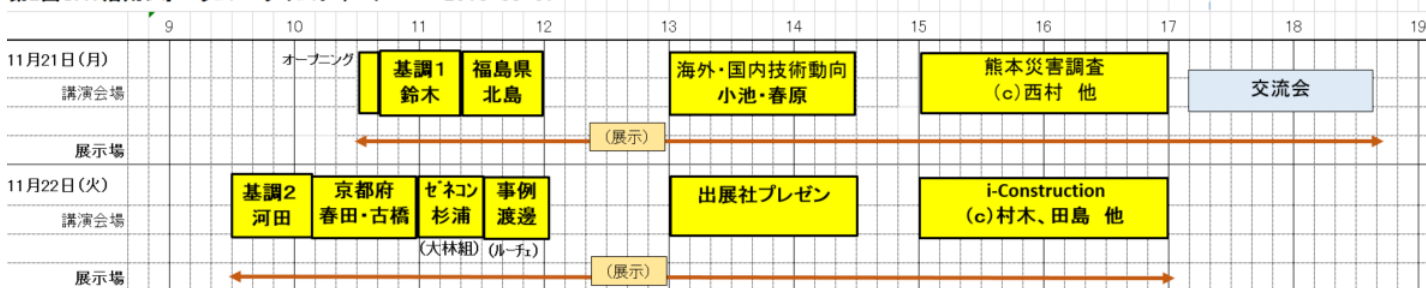 9 10 11 12 13 14 15 16 17 18 19
11月21日(月)
講演会場
オープニング
基調1
鈴木
福島県
北島
海外・国内技術動向
小池・春原
熊本災害調査
(c)西村 他
交流会
展示場
(展示)
11月22日(火)
講演会場
基調2
河田
京都府
春田・古橋
ゼネコン
杉浦
(大林組)
事例
渡邊
(ルーチェ)
出展社プレゼン
i-Construction
(c)村木、田島 他
展示場
(展示)